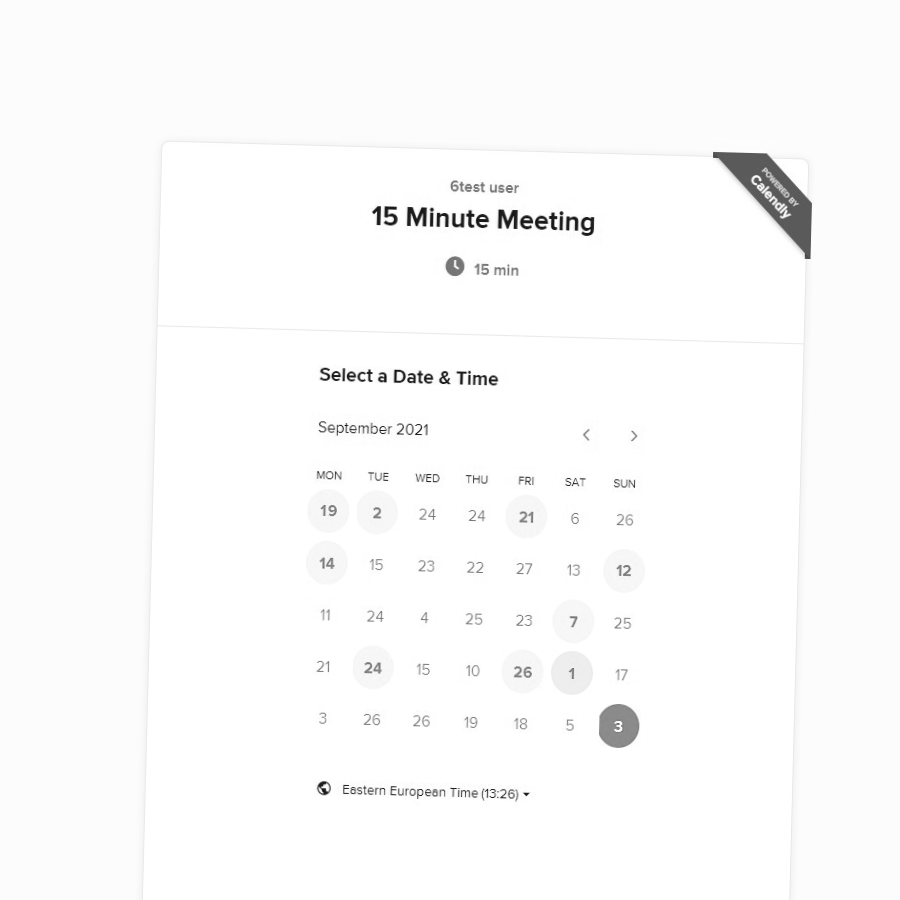 POWERED BY
Calendly
6test user
15 Minute Meeting
15 min
Select a Date & Time
September 2021
MON TUE WED THU FRI SAT SUN
19 2 24 24 21 6 26
14 15 23 22 27 13 12
11 24 4 25 23 7 25
21 24 15 10 26 1 17
3 26 26 19 18 5 3
Eastern European Time (13:26)